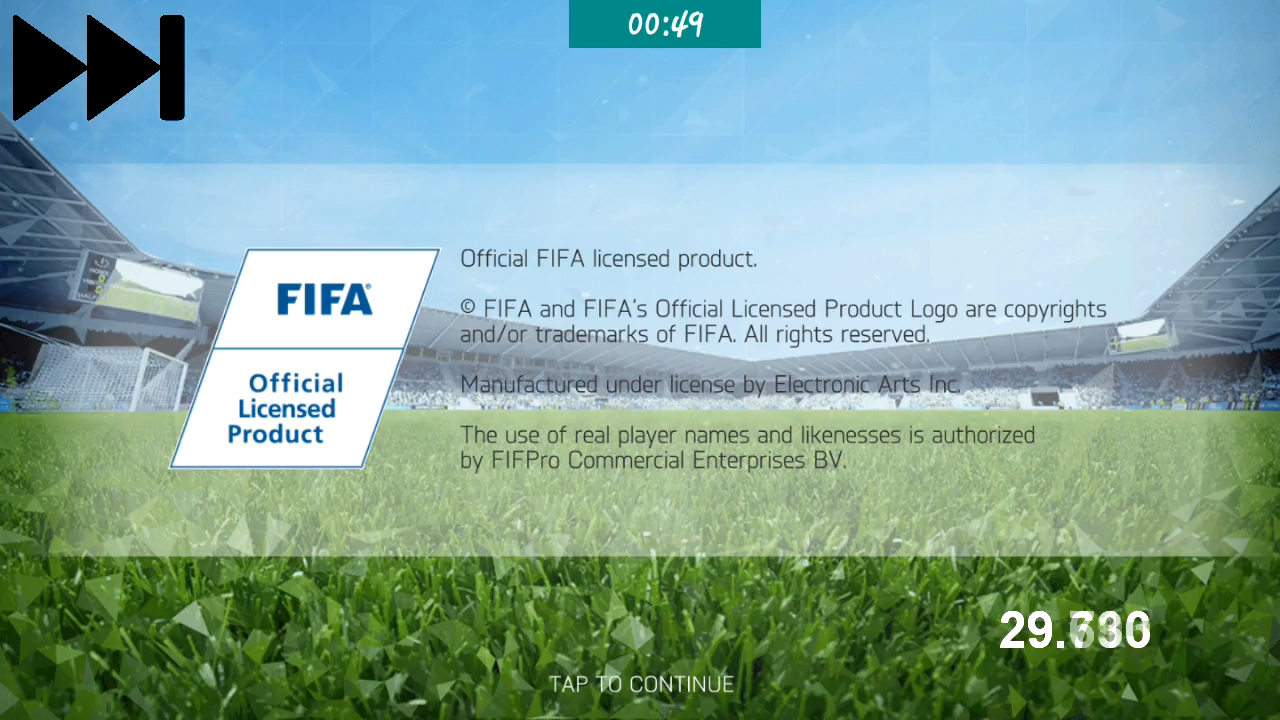 00:49
Official FIFA licensed product.
© FIFA and FIFA's Official Licensed Product Logo are copyrights
and/or trademarks of FIFA. All rights reserved.
Manufactured under license by Electronic Arts Inc.
The use of real player names and likenesses is authorized
by FIFPro Commercial Enterprises BV.
FIFA®
Official
Licensed
Product
TAP TO CONTINUE